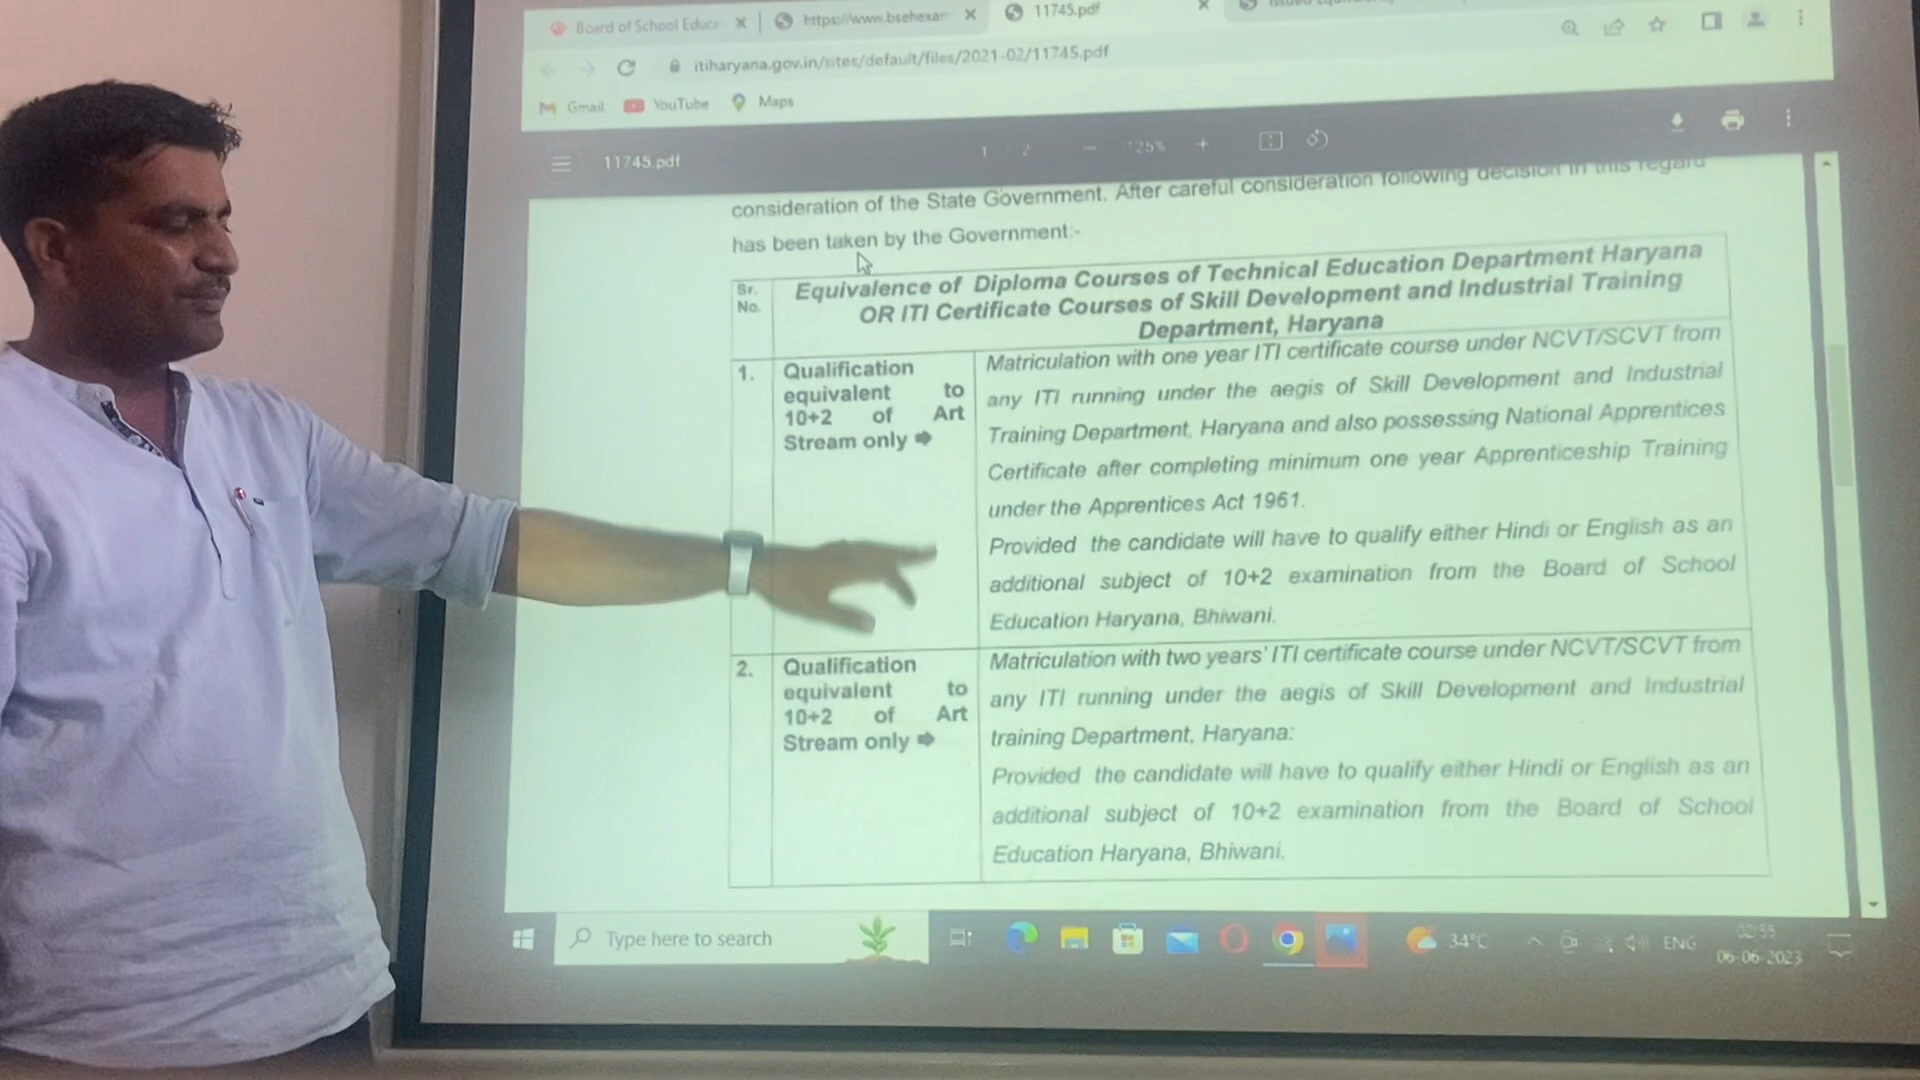 Board of School Educa
https://www.bsehexar
11745.pdf
itiharyana.gov.in/sites/default/files/2021-02/11745.pdf
Gmail YouTube Maps
11745.pdf 1 / 2 125%
consideration of the State Government. After careful consideration following decision in this regard
has been taken by the Government:-
Sr. No.
Equivalence of Diploma Courses of Technical Education Department Haryana
OR ITI Certificate Courses of Skill Development and Industrial Training
Department, Haryana
1.
Qualification
equivalent to
10+2 of Art
Stream only
Matriculation with one year ITI certificate course under NCVT/SCVT from
any ITI running under the aegis of Skill Development and Industrial
Training Department, Haryana and also possessing National Apprentices
Certificate after completing minimum one year Apprenticeship Training
under the Apprentices Act 1961.
Provided the candidate will have to qualify either Hindi or English as an
additional subject of 10+2 examination from the Board of School
Education Haryana, Bhiwani.
2.
Qualification
equivalent to
10+2 of Art
Stream only
Matriculation with two years' ITI certificate course under NCVT/SCVT from
any ITI running under the aegis of Skill Development and Industrial
training Department, Haryana:
Provided the candidate will have to qualify either Hindi or English as an
additional subject of 10+2 examination from the Board of School
Education Haryana, Bhiwani.
Type here to search
34°C
ENG
06-06-2023